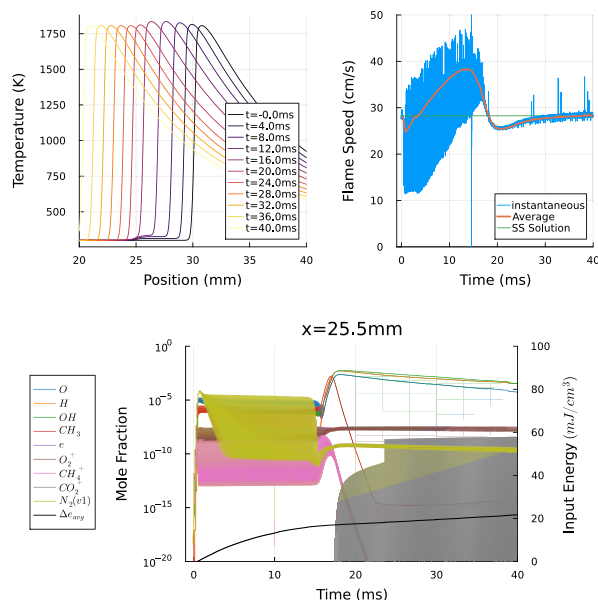 Temperature (K)
1750
1500
1250
1000
750
500
20
25
30
35
40
Position (mm)
t=-0.0ms
t=4.0ms
t=8.0ms
t=12.0ms
t=16.0ms
t=20.0ms
t=24.0ms
t=28.0ms
t=32.0ms
t=36.0ms
t=40.0ms
Flame Speed (cm/s)
50
40
30
20
10
0
0
10
20
30
40
Time (ms)
instantaneous
Average
SS Solution
x=25.5mm
O
H
OH
CH₃
e
O₂⁺
CH₄⁺
CO₂⁺
N₂(v1)
Δe_avg
Mole Fraction
10⁰
10⁻⁵
10⁻¹⁰
10⁻¹⁵
10⁻²⁰
0
10
20
30
40
Time (ms)
100
80
60
40
20
0
Input Energy (mJ/cm³)